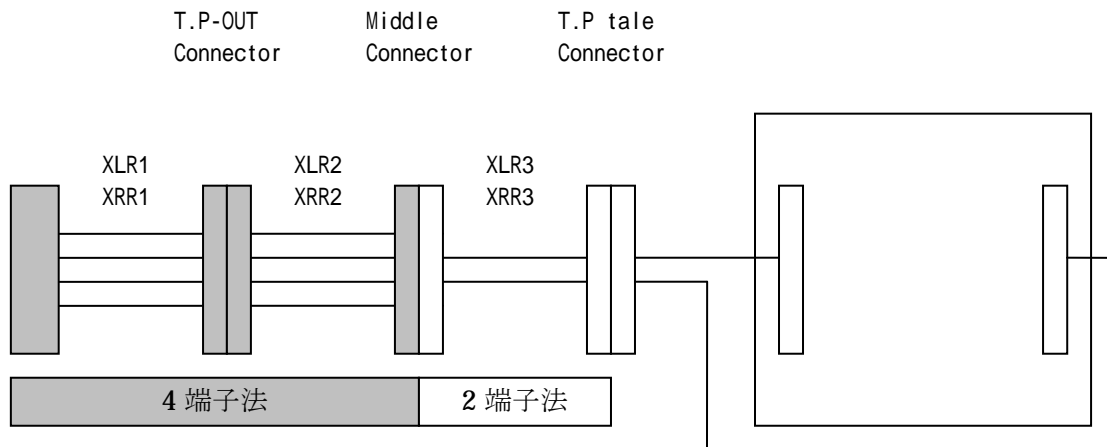 T.P-OUT
Connector
Middle
Connector
T.P tale
Connector
XLR1
XRR1
XLR2
XRR2
XLR3
XRR3
4 端子法
2 端子法